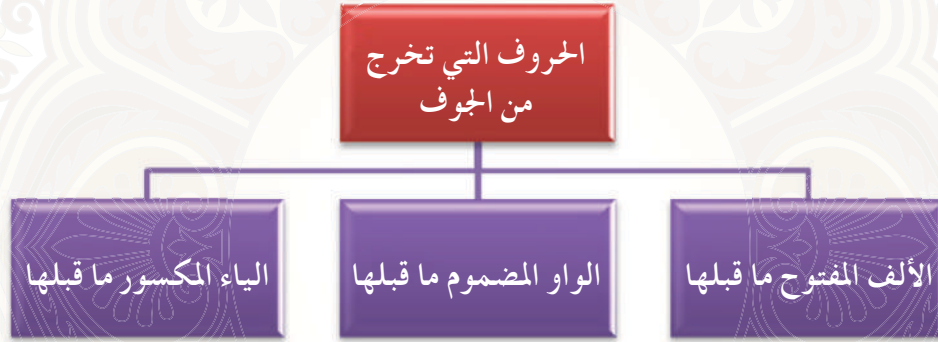 الحروف التي تخرج
من الجوف
الألف المفتوح ما قبلها
الواو المضموم ما قبلها
الياء المكسور ما قبلها